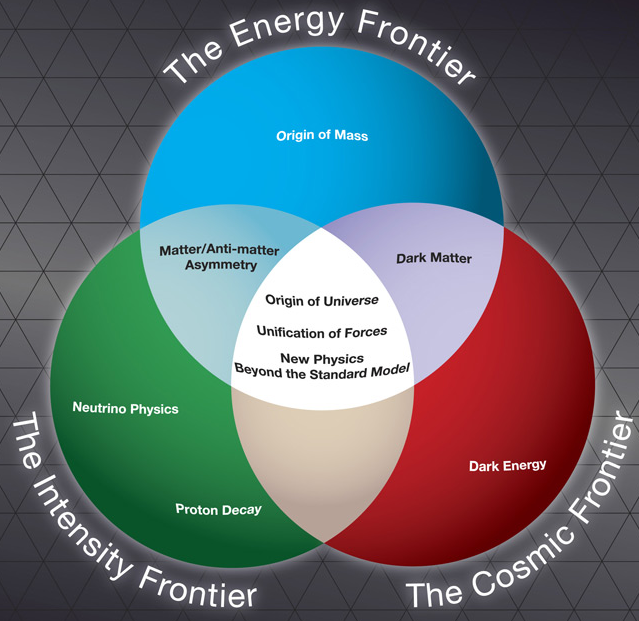 The Energy Frontier
Origin of Mass
Matter/Anti-matter
Asymmetry
Dark Matter
Origin of Universe
Unification of Forces
New Physics
Beyond the Standard Model
Neutrino Physics
Dark Energy
Proton Decay
The Intensity Frontier
The Cosmic Frontier